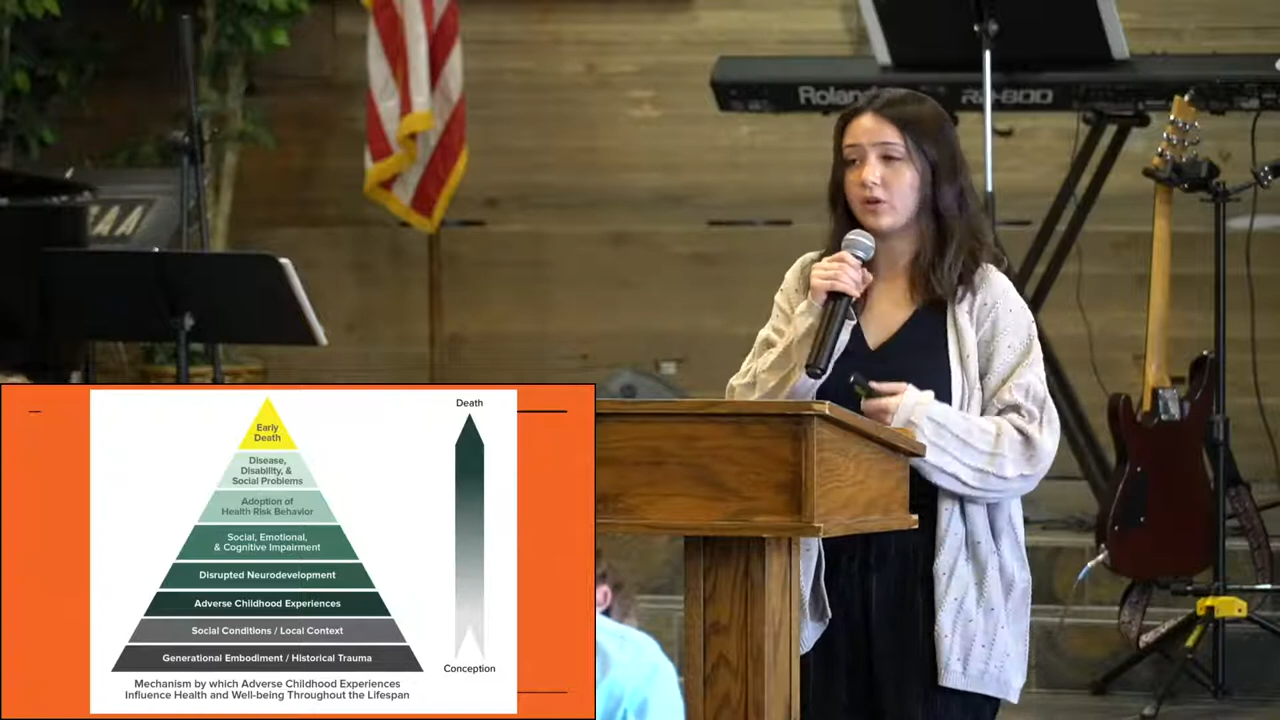 Roland
RD-800
Death
Early
Death
Disease,
Disability, &
Social Problems
Adoption of
Health Risk Behavior
Social, Emotional,
& Cognitive Impairment
Disrupted Neurodevelopment
Adverse Childhood Experiences
Social Conditions / Local Context
Generational Embodiment / Historical Trauma
Conception
Mechanism by which Adverse Childhood Experiences
Influence Health and Well-being Throughout the Lifespan